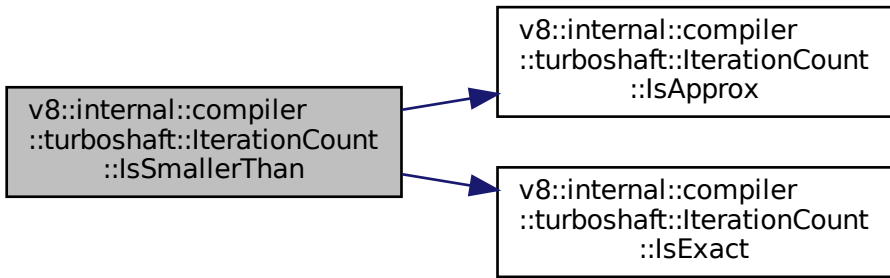 v8::internal::compiler
::turboshaft::IterationCount
::IsSmallerThan
v8::internal::compiler
::turboshaft::IterationCount
::IsApprox
v8::internal::compiler
::turboshaft::IterationCount
::IsExact